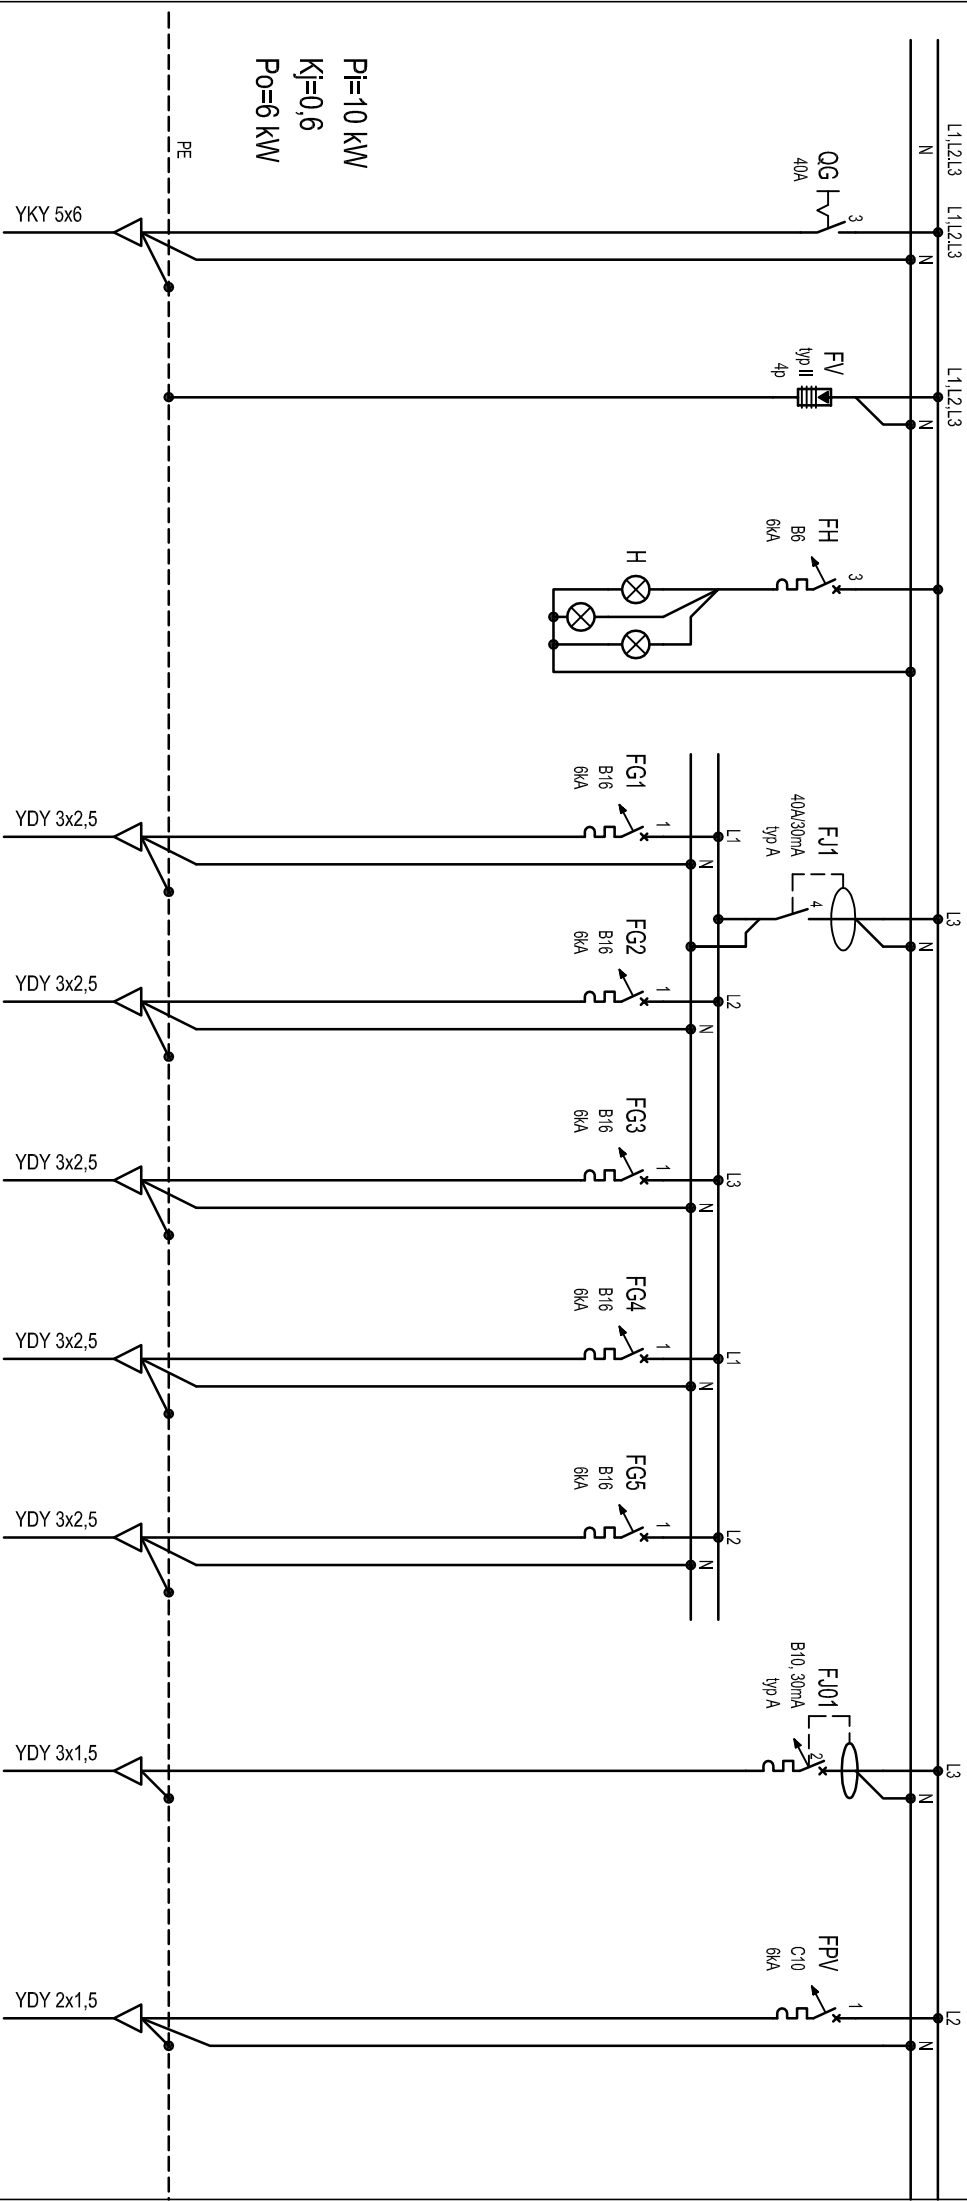 L1,L2.L3
N
Pi=10 kW
Kj=0,6
Po=6 kW
PE
L1,L2.L3
N
QG
40A
3
YKY 5x6
L1,L2,L3
N
FV
typ II
4p
FH
B6
6kA
3
H
FG1
B16
6kA
1
L1
N
YDY 3x2,5
L3
N
FJ1
40A/30mA
typ A
4
FG2
B16
6kA
1
L2
N
YDY 3x2,5
FG3
B16
6kA
1
L3
N
YDY 3x2,5
FG4
B16
6kA
1
L1
N
YDY 3x2,5
FG5
B16
6kA
1
L2
N
YDY 3x2,5
L3
N
FJ01
B10, 30mA
typ A
2
YDY 3x1,5
L2
N
FPV
C10
6kA
1
YDY 2x1,5